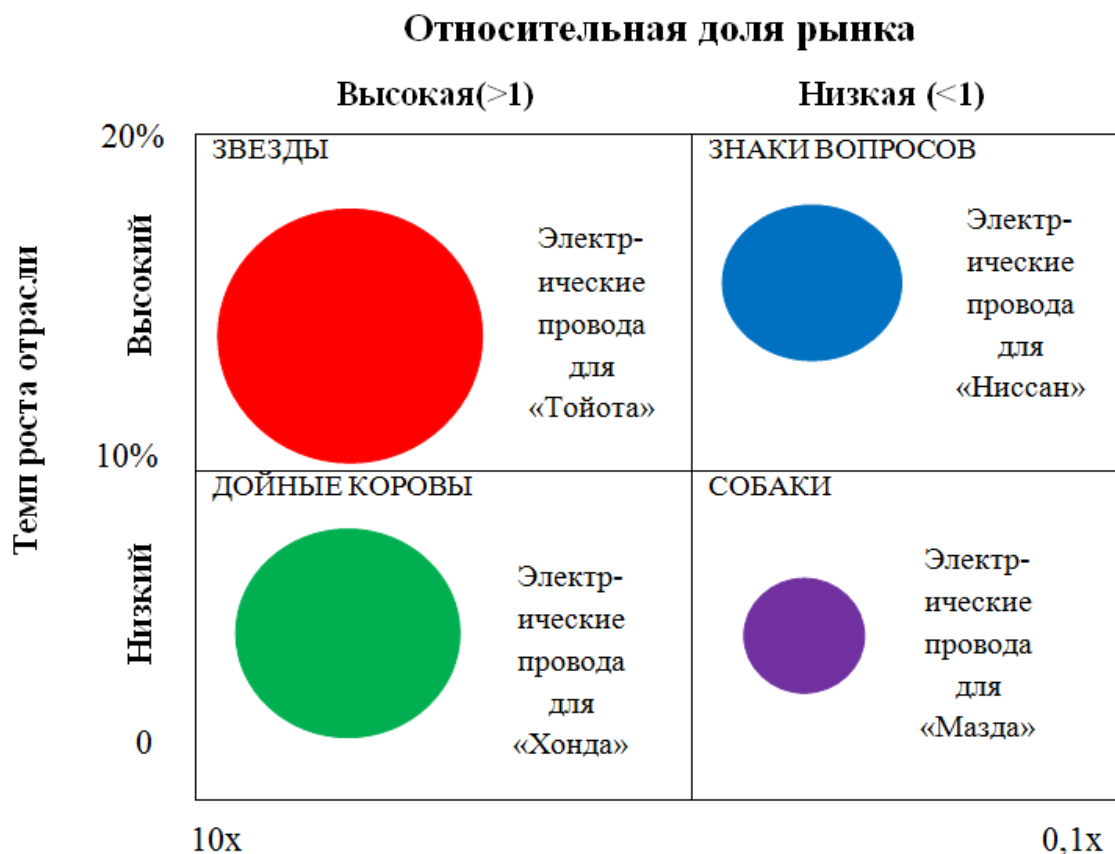 Относительная доля рынка
Высокая(>1)
Низкая (<1)
Темп роста отрасли
20%
Высокий
10%
Низкий
0
ЗВЕЗДЫ
Электр-
ические
провода
для
«Тойота»
ЗНАКИ ВОПРОСОВ
Электр-
ические
провода
для
«Ниссан»
ДОЙНЫЕ КОРОВЫ
Электр-
ические
провода
для
«Хонда»
СОБАКИ
Электр-
ические
провода
для
«Мазда»
10х
0,1х